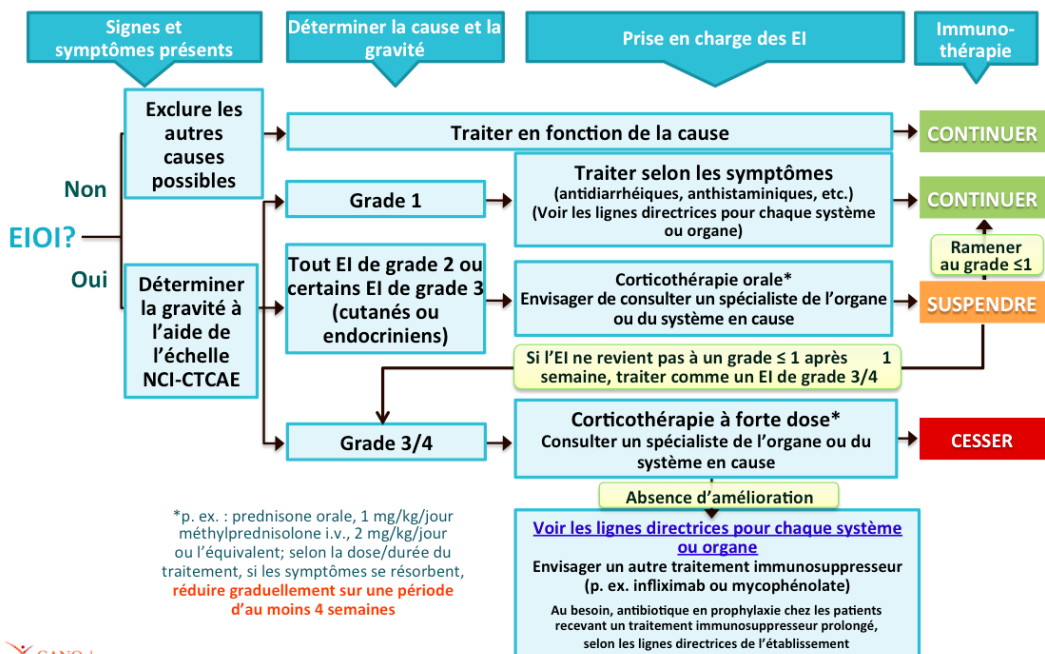 Signes et
symptômes présents
Déterminer la cause et la
gravité
Prise en charge des EI
Immuno-
thérapie
Exclure les
autres
causes
possibles
Traiter en fonction de la cause
CONTINUER
Non
EIOI?
Oui
Grade 1
Traiter selon les symptômes
(antidiarrhéiques, anthistaminiques, etc.)
(Voir les lignes directrices pour chaque système
ou organe)
CONTINUER
Ramener
au grade ≤1
Déterminer
la gravité à
l’aide de
l’échelle
NCI-CTCAE
Tout EI de grade 2 ou
certains EI de grade 3
(cutanés ou
endocriniens)
Corticothérapie orale*
Envisager de consulter un spécialiste de l’organe
ou du système en cause
SUSPENDRE
Si l’EI ne revient pas à un grade ≤ 1 après 1
semaine, traiter comme un EI de grade 3/4
Grade 3/4
Corticothérapie à forte dose*
Consulter un spécialiste de l’organe ou du
système en cause
CESSER
Absence d’amélioration
Voir les lignes directrices pour chaque système
ou organe
Envisager un autre traitement immunosuppresseur
(p. ex. infliximab ou mycophénolate)
Au besoin, antibiotique en prophylaxie chez les patients
recevant un traitement immunosuppresseur prolongé,
selon les lignes directrices de l’établissement
*p. ex. : prednisone orale, 1 mg/kg/jour
méthylprednisolone i.v., 2 mg/kg/jour
ou l’équivalent; selon la dose/durée du
traitement, si les symptômes se résorbent,
réduire graduellement sur une période
d’au moins 4 semaines